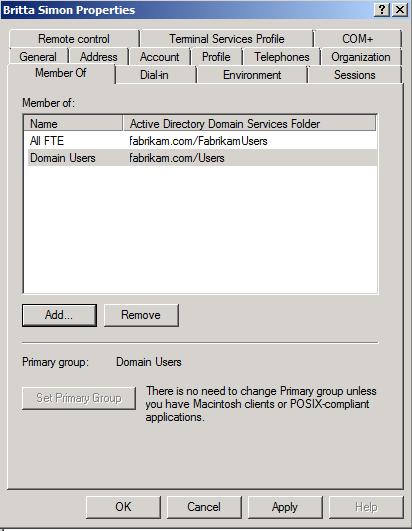 Britta Simon Properties
Remote control Terminal Services Profile COM+
General Address Account Profile Telephones Organization
Member Of Dial-in Environment Sessions
Member of:
Name Active Directory Domain Services Folder
All FTE fabrikam.com/FabrikamUsers
Domain Users fabrikam.com/Users
Add... Remove
Primary group: Domain Users
Set Primary Group
There is no need to change Primary group unless
you have Macintosh clients or POSIX-compliant
applications.
OK Cancel Apply Help